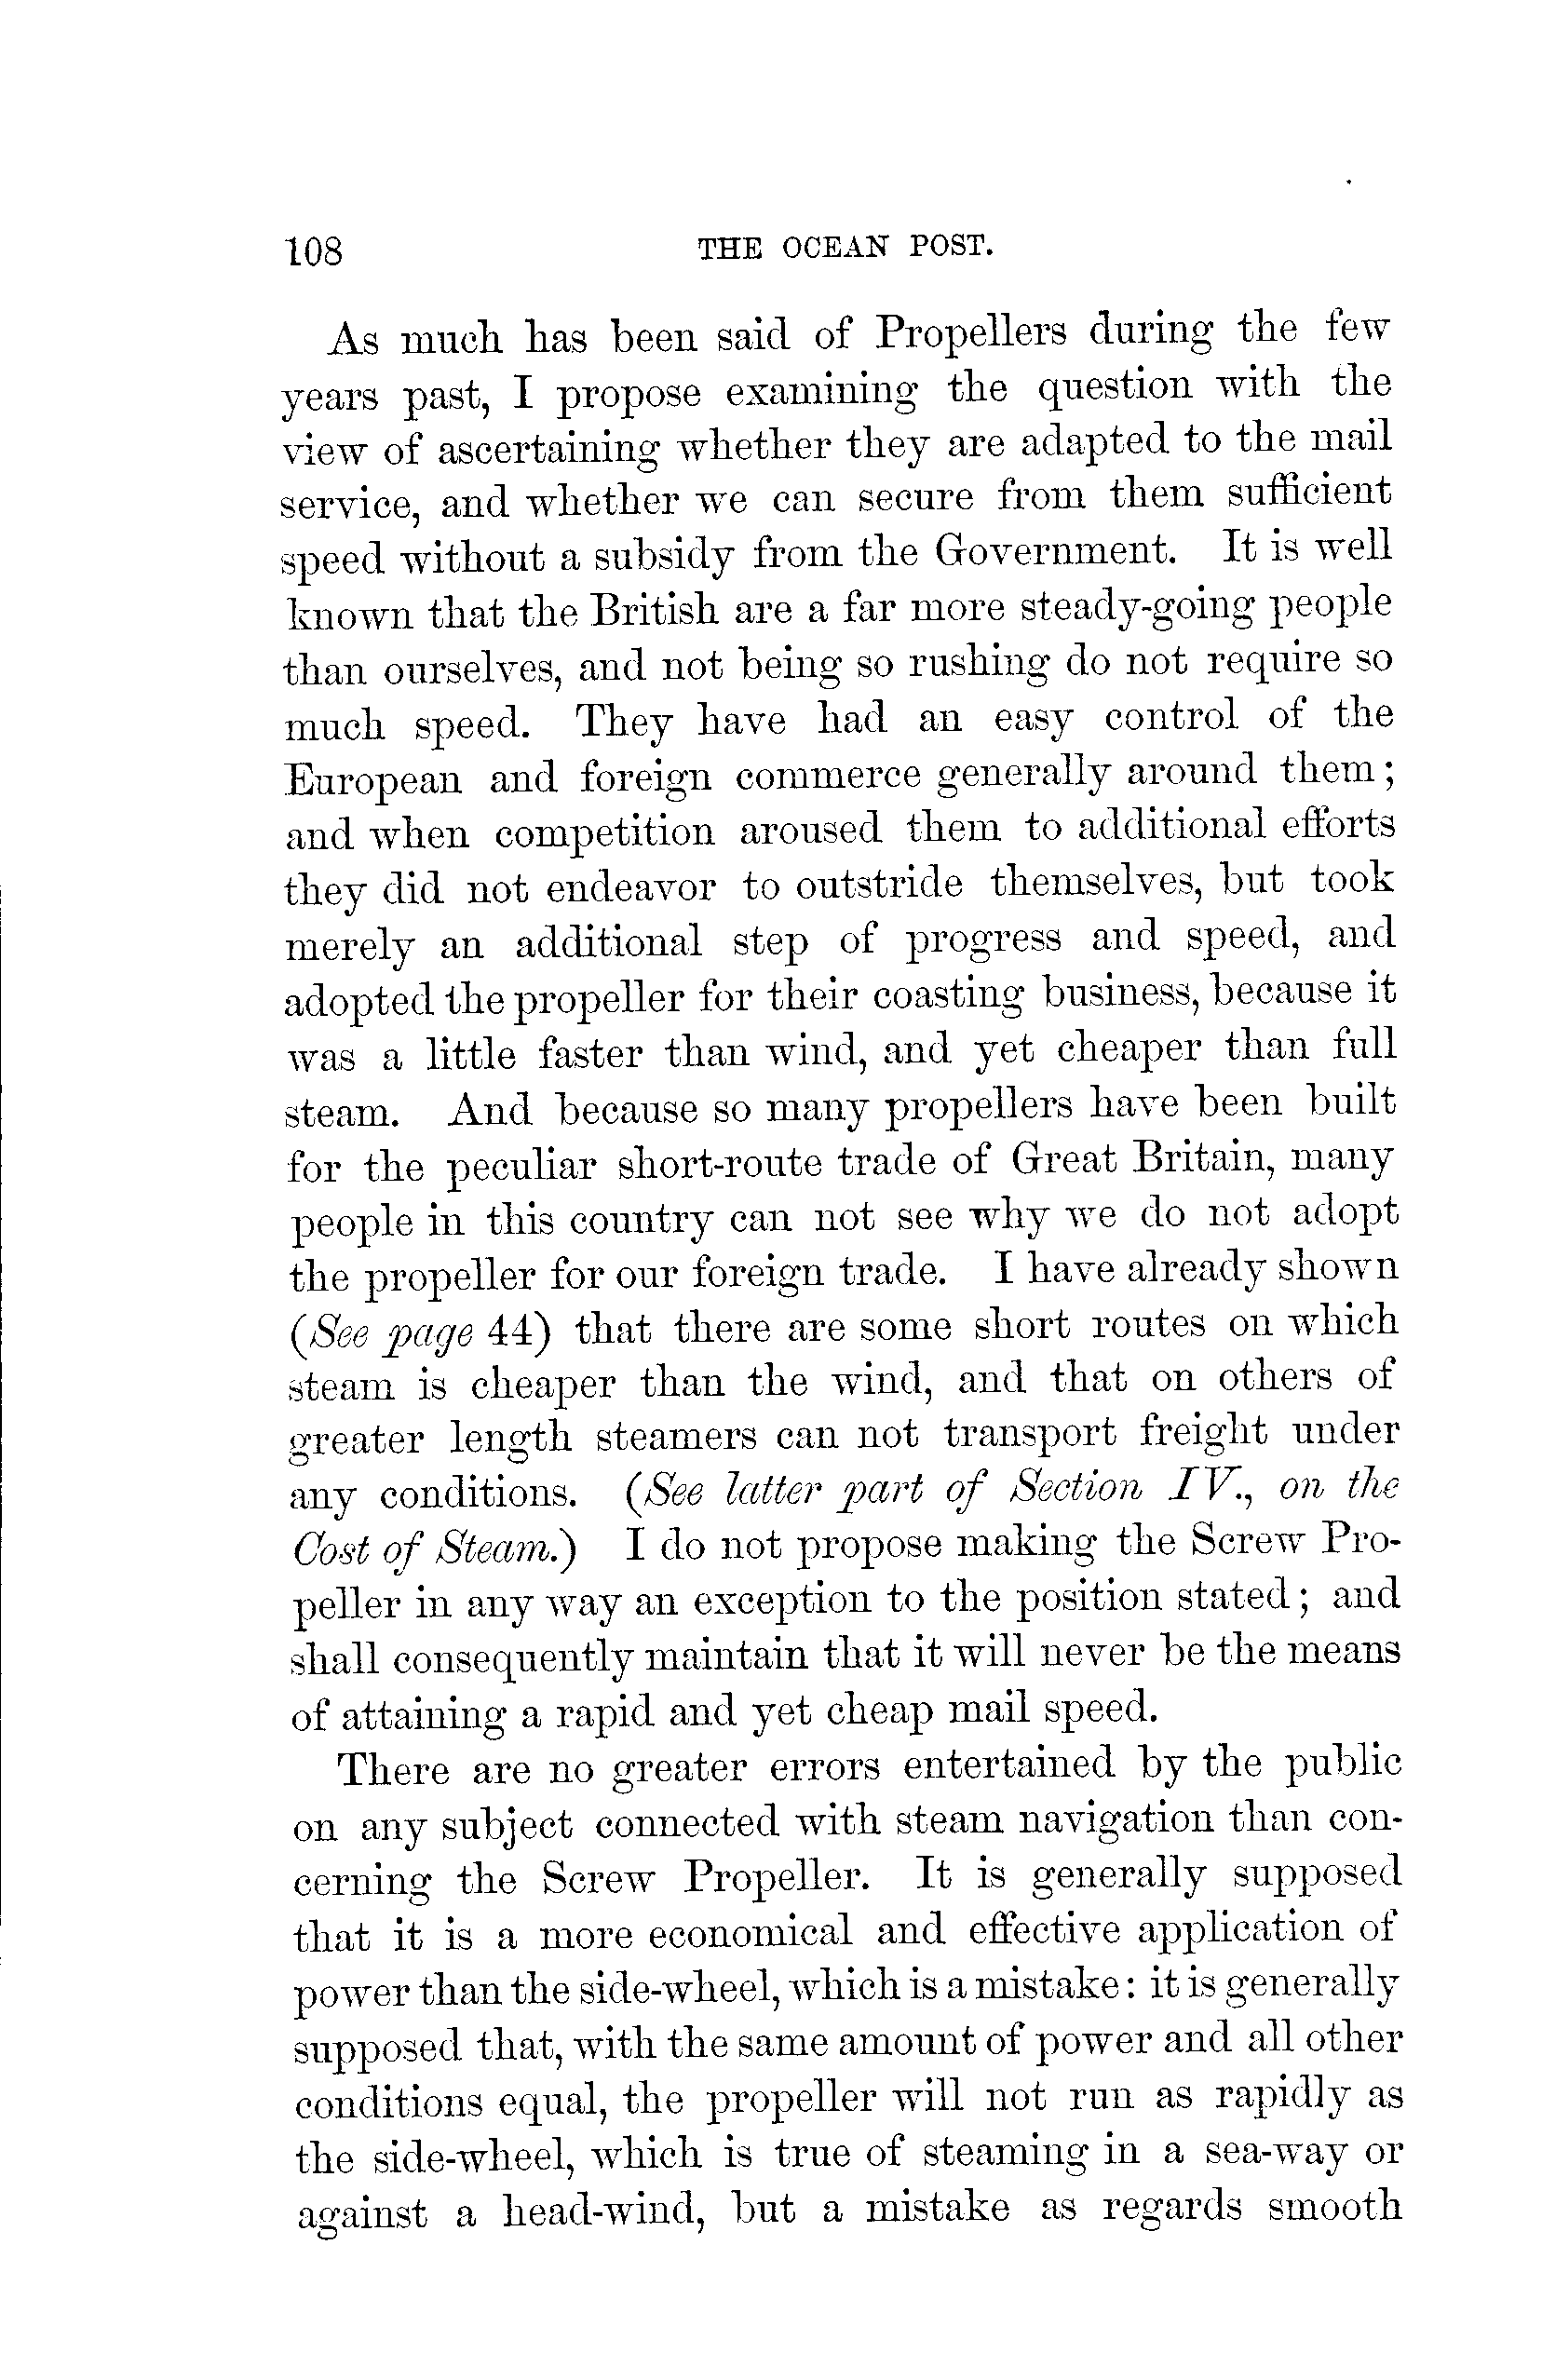 108 THE OCEAN POST.
As much has been said of Propellers during the few
years past, I propose examining the question with the
view of ascertaining whether they are adapted to the mail
service, and whether we can secure from them sufficient
speed without a subsidy from the Government. It is well
known that the British are a far more steady-going people
than ourselves, and not being so rushing do not require so
much speed. They have had an easy control of the
European and foreign commerce generally around them;
and when competition aroused them to additional efforts
they did not endeavor to outstride themselves, but took
merely an additional step of progress and speed, and
adopted the propeller for their coasting business, because it
was a little faster than wind, and yet cheaper than full
steam. And because so many propellers have been built
for the peculiar short-route trade of Great Britain, many
people in this country can not see why we do not adopt
the propeller for our foreign trade. I have already shown
(See page 44) that there are some short routes on which
steam is cheaper than the wind, and that on others of
greater length steamers can not transport freight under
any conditions. (See latter part of Section IV., on the
Cost of Steam.) I do not propose making the Screw Pro-
peller in any way an exception to the position stated; and
shall consequently maintain that it will never be the means
of attaining a rapid and yet cheap mail speed.
There are no greater errors entertained by the public
on any subject connected with steam navigation than con-
cerning the Screw Propeller. It is generally supposed
that it is a more economical and effective application of
power than the side-wheel, which is a mistake: it is generally
supposed that, with the same amount of power and all other
conditions equal, the propeller will not run as rapidly as
the side-wheel, which is true of steaming in a sea-way or
against a head-wind, but a mistake as regards smooth